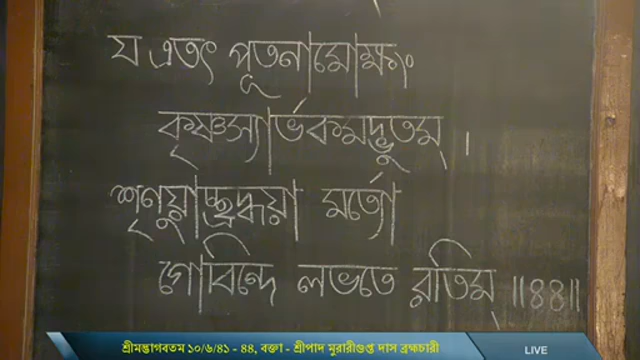 য এতৎ পূতনামোক্ষং
কৃষ্ণস্যার্ভকমদ্ভুতম্ ।
শৃণুয়াচ্ছ্রদ্ধয়া মর্ত্যো
গোবিন্দে লভতে রতিম্ ॥৪৪॥
শ্রীমদ্ভাগবতম ১০/৬/৪১ - ৪৪, বক্তা - শ্রীপাদ মুরারীগুপ্ত দাস ব্রহ্মচারী
LIVE